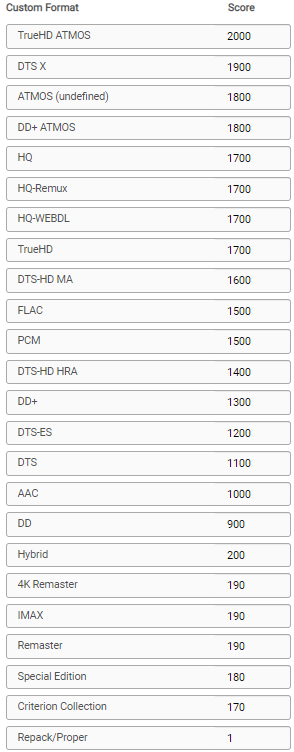 Custom Format Score
TrueHD ATMOS 2000
DTS X 1900
ATMOS (undefined) 1800
DD+ ATMOS 1800
HQ 1700
HQ-Remux 1700
HQ-WEBDL 1700
TrueHD 1700
DTS-HD MA 1600
FLAC 1500
PCM 1500
DTS-HD HRA 1400
DD+ 1300
DTS-ES 1200
DTS 1100
AAC 1000
DD 900
Hybrid 200
4K Remaster 190
IMAX 190
Remaster 190
Special Edition 180
Criterion Collection 170
Repack/Proper 1